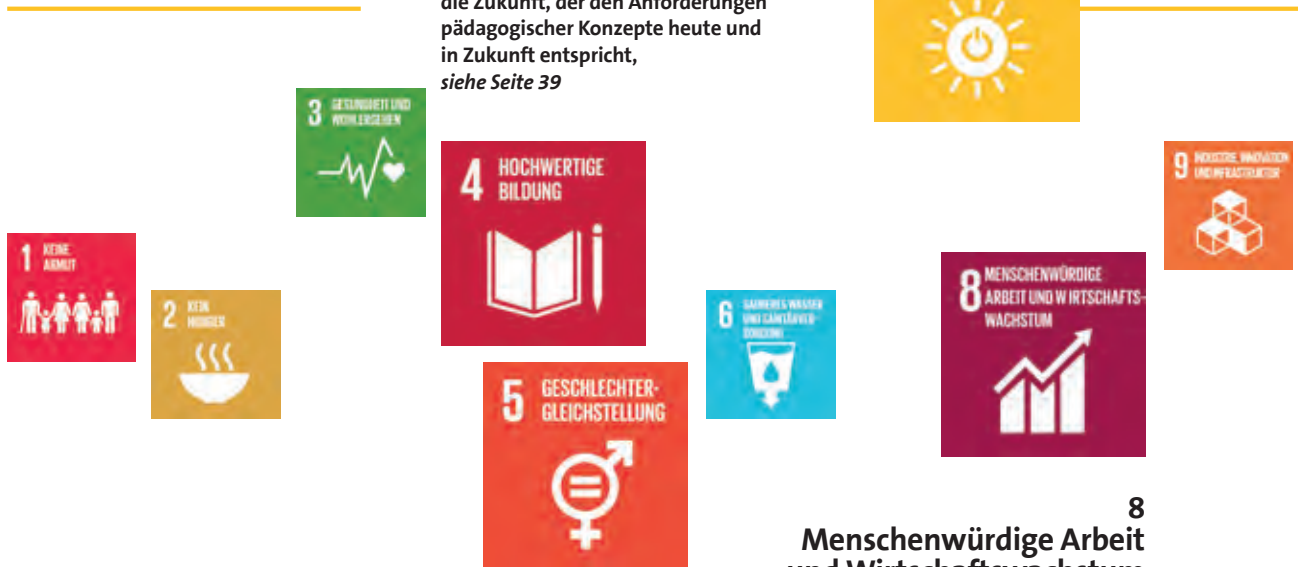 die Zukunft, der den Anforderungen
pädagogischer Konzepte heute und
in Zukunft entspricht,
siehe Seite 39
3 GESUNDHEIT UND
WOHLERGEHEN
4 HOCHWERTIGE
BILDUNG
9 INDUSTRIE, INNOVATION
UND INFRASTRUKTUR
1 KEINE
ARMUT
2 KEIN
HUNGER
6 SAUBERES WASSER
UND SANITÄRVER-
SORGUNG
8 MENSCHENWÜRDIGE
ARBEIT UND WIRTSCHAFTS-
WACHSTUM
5 GESCHLECHTER-
GLEICHSTELLUNG
8
Menschenwürdige Arbeit
und Wirtschaftswachstum